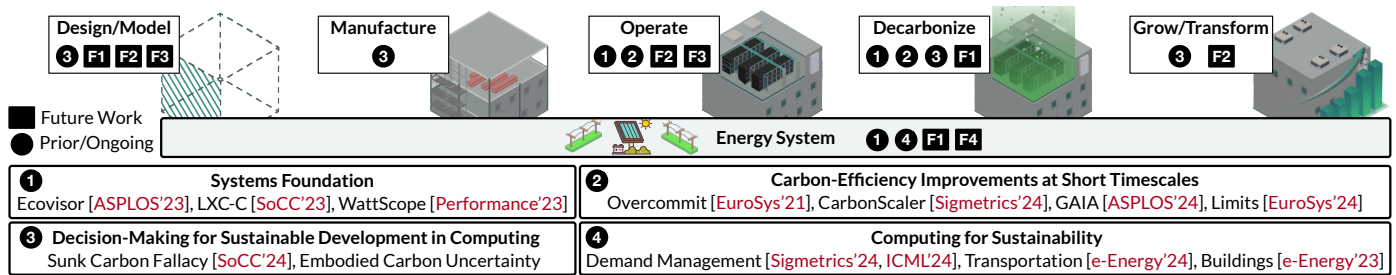 Design/Model
3 F1 F2 F3
Manufacture
3
Operate
1 2 F2 F3
Decarbonize
1 2 3 F1
Grow/Transform
3 F2
Future Work
Prior/Ongoing
Energy System 1 4 F1 F4
1 Systems Foundation
Ecovisor [ASPLOS'23], LXC-C [SoCC'23], WattScope [Performance'23]
2 Carbon-Efficiency Improvements at Short Timescales
Overcommit [EuroSys'21], CarbonScaler [Sigmetrics'24], GAIA [ASPLOS'24], Limits [EuroSys'24]
3 Decision-Making for Sustainable Development in Computing
Sunk Carbon Fallacy [SoCC'24], Embodied Carbon Uncertainty
4 Computing for Sustainability
Demand Management [Sigmetrics'24, ICML'24], Transportation [e-Energy'24], Buildings [e-Energy'23]